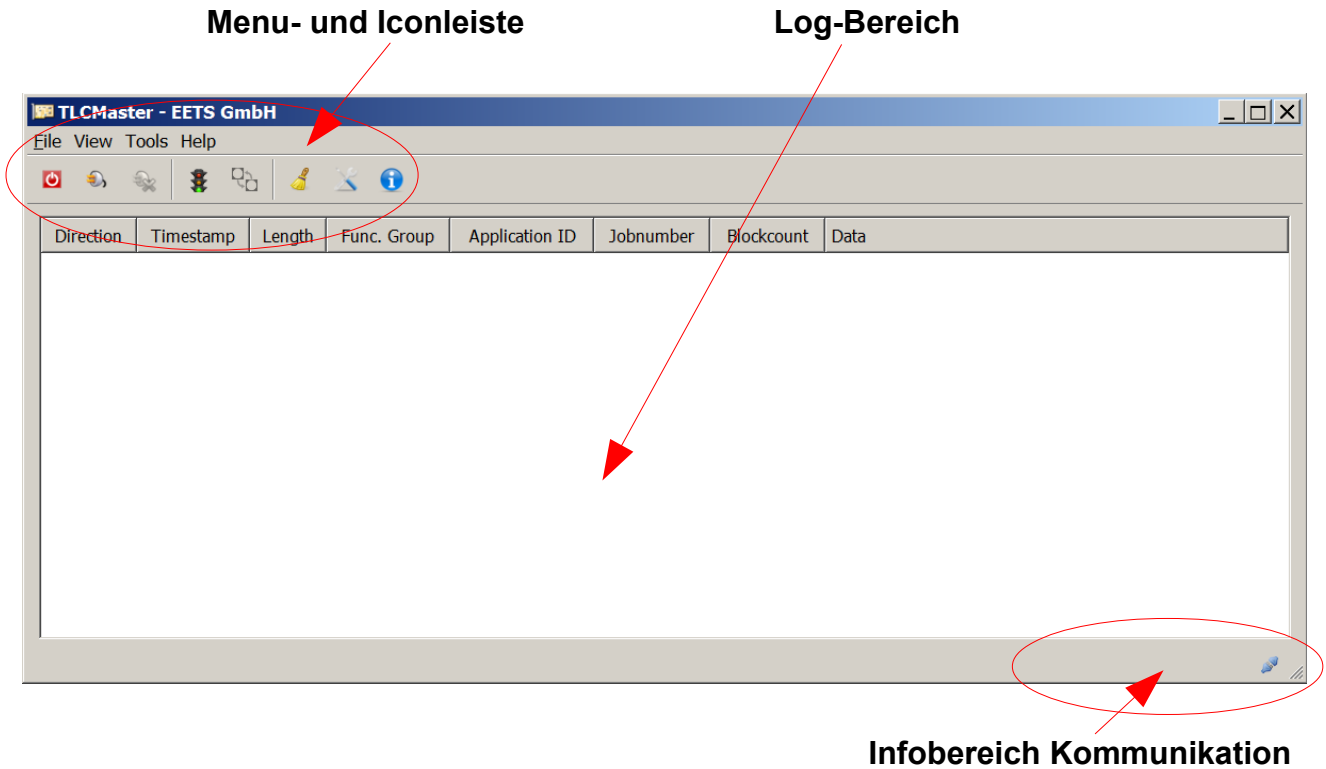 Menu- und Iconleiste Log-Bereich
TLCMaster - EETS GmbH
File View Tools Help
Direction Timestamp Length Func. Group Application ID Jobnumber Blockcount Data
Infobereich Kommunikation